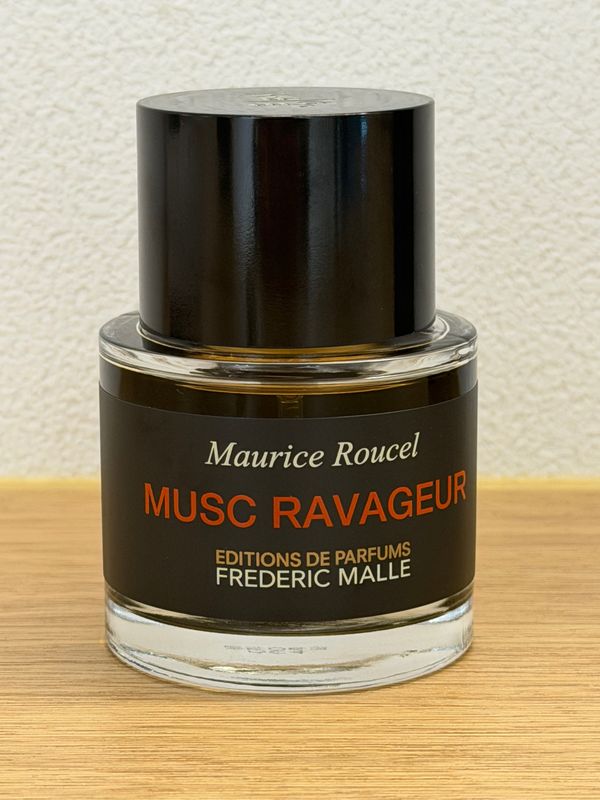 Maurice Roucel
MUSC RAVAGEUR
EDITIONS DE PARFUMS
FREDERIC MALLE